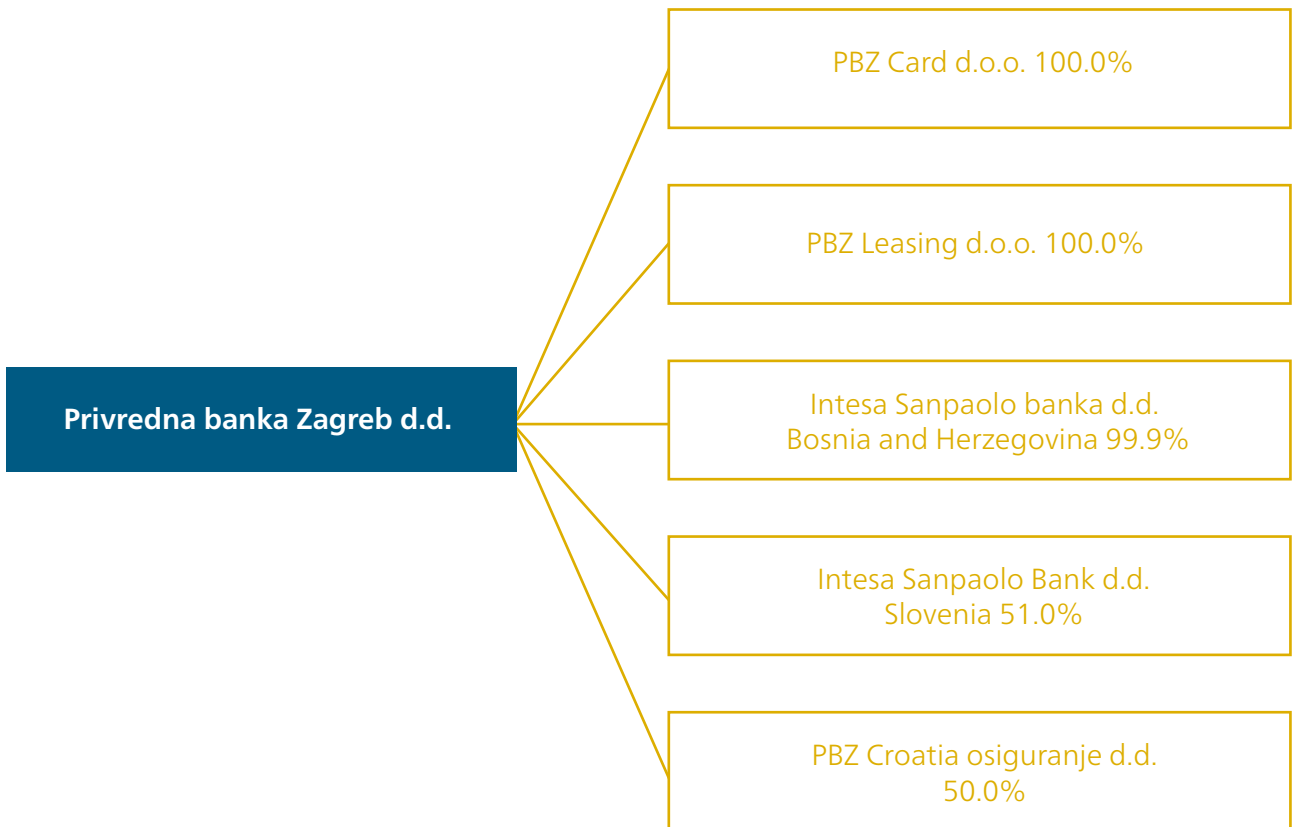 PBZ Card d.o.o. 100.0%
PBZ Leasing d.o.o. 100.0%
Privredna banka Zagreb d.d.
Intesa Sanpaolo banka d.d.
Bosnia and Herzegovina 99.9%
Intesa Sanpaolo Bank d.d.
Slovenia 51.0%
PBZ Croatia osiguranje d.d.
50.0%